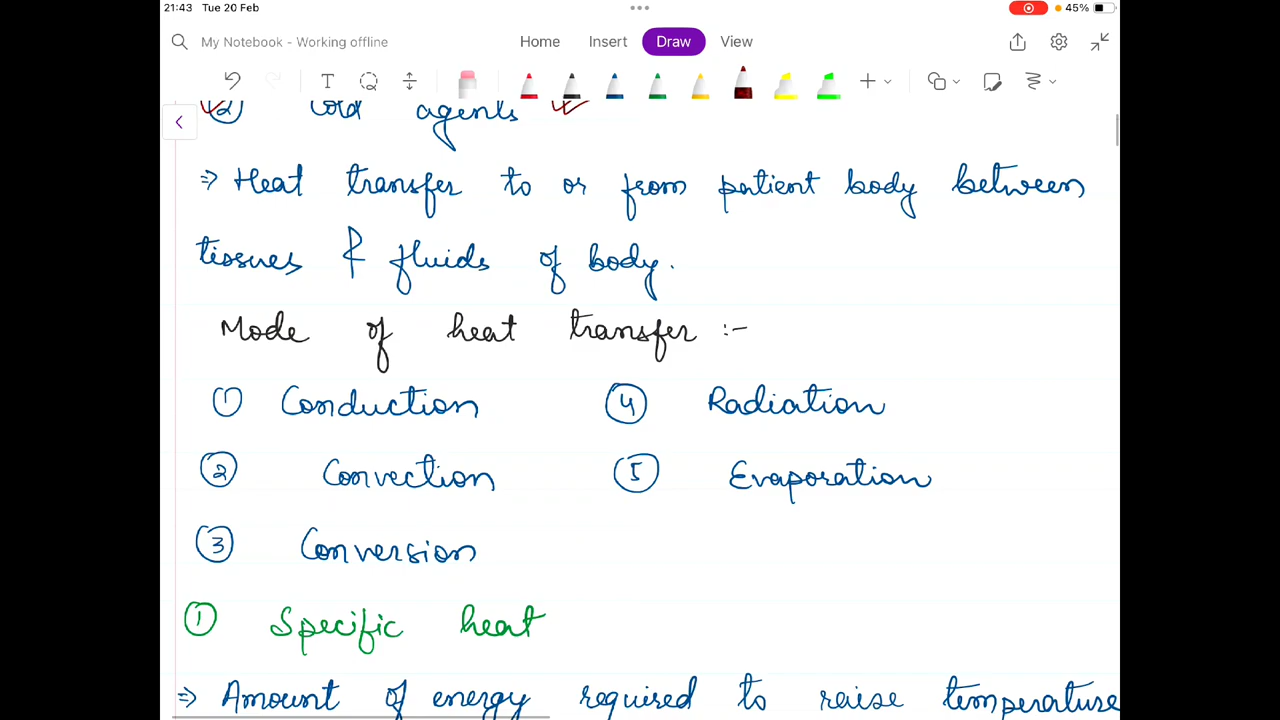 21:43 Tue 20 Feb 45%
My Notebook - Working offline Home Insert Draw View
② cold agents
⇒ Heat transfer to or from patient body between
tissues & fluids of body.
Mode of heat transfer :-
① Conduction ④ Radiation
② Convection ⑤ Evaporation
③ Conversion
① Specific heat
⇒ Amount of energy required to raise temperature